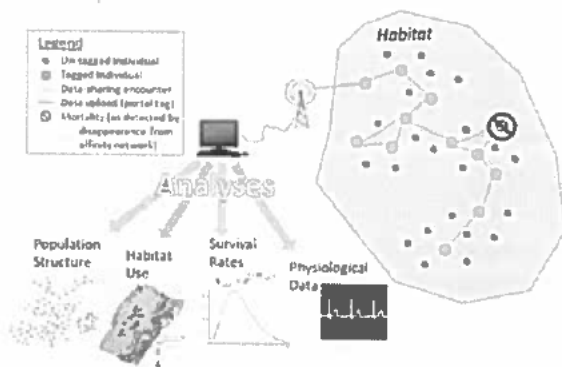 Legend
Un-tagged Individual
Tagged Individual
Data sharing encounter
Data upload (portal tag)
Mortality (as detected by
disappearance from
affinity network)
Habitat
Analyses
Population
Structure
Habitat
Use
Survival
Rates
Physiological
Data